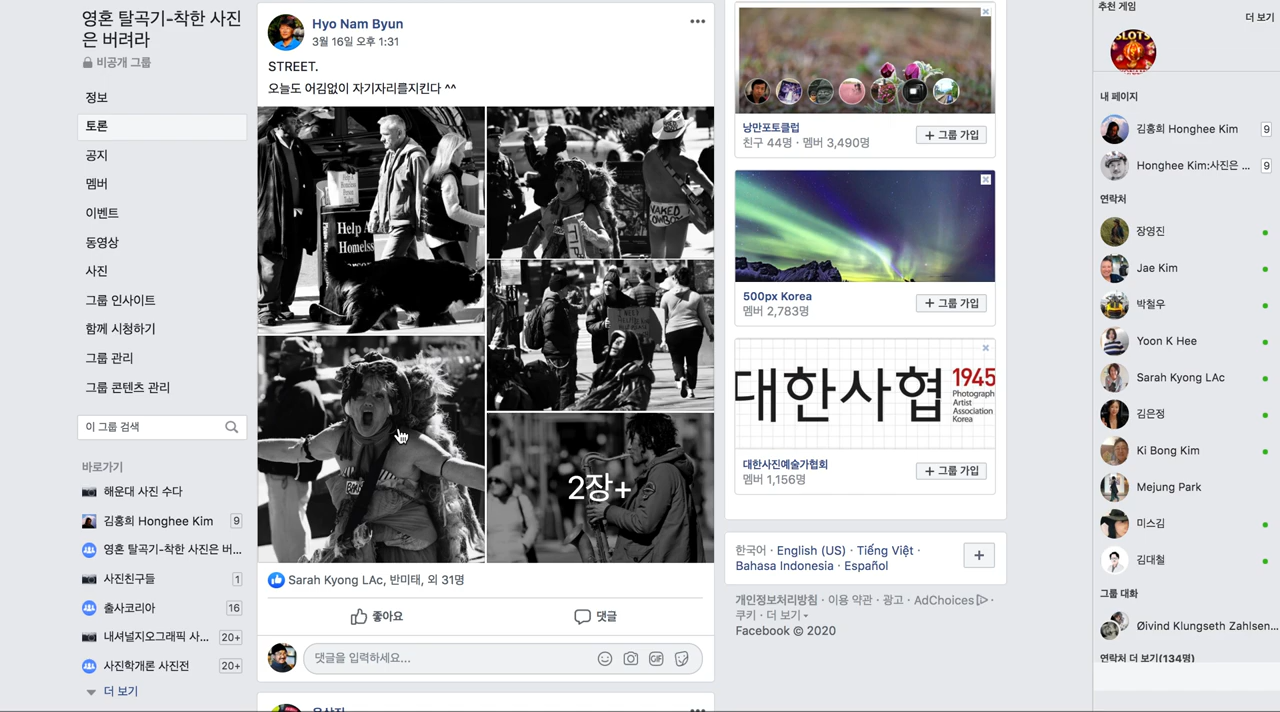 영혼 탈곡기-착한 사진
은 버려라
비공개 그룹
정보
토론
공지
멤버
이벤트
동영상
사진
그룹 인사이트
함께 시청하기
그룹 관리
그룹 콘텐츠 관리
이 그룹 검색
바로가기
해운대 사진 수다
김홍희 Honghee Kim 9
영혼 탈곡기-착한 사진은 버...
사진친구들 1
출사코리아 16
내셔널지오그래픽 사... 20+
사진학개론 사진전 20+
더 보기
Hyo Nam Byun
3월 16일 오후 1:31
STREET.
오늘도 어김없이 자기자리를지킨다 ^^
Help A
Homeless
NAKED
COWBOY
2장+
Sarah Kyong LAc, 반미태, 외 31명
좋아요
댓글
댓글을 입력하세요...
GIF
낭만포토클럽
친구 44명 · 멤버 3,490명
+ 그룹 가입
500px Korea
멤버 2,783명
+ 그룹 가입
대한사협 1945
Photograph
Artist
Association
Korea
대한사진예술가협회
멤버 1,156명
+ 그룹 가입
한국어 · English (US) · Tiếng Việt ·
Bahasa Indonesia · Español
+
개인정보처리방침 · 이용 약관 · 광고 · AdChoices ·
쿠키 · 더 보기
Facebook © 2020
추천 게임
더 보기
SLOTS
내 페이지
김홍희 Honghee Kim 9
Honghee Kim:사진은 ... 9
연락처
장영진
Jae Kim
박철우
Yoon K Hee
Sarah Kyong LAc
김은정
Ki Bong Kim
Mejung Park
미스김
김대철
그룹 대화
Øivind Klungseth Zahlsen...
연락처 더 보기(134명)